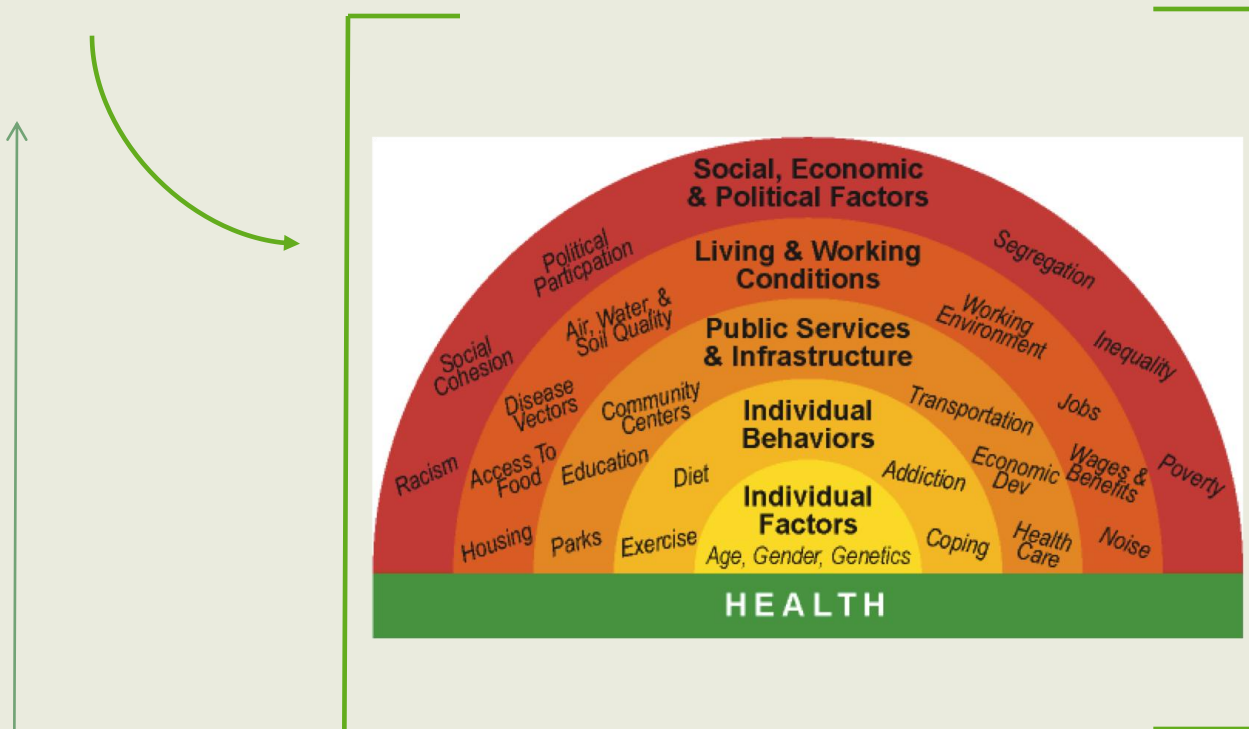 Social, Economic
& Political Factors
Political
Particpation
Social
Cohesion
Racism
Segregation
Inequality
Poverty
Living & Working
Conditions
Air, Water, &
Soil Quality
Disease
Vectors
Access To
Food
Housing
Working
Environment
Jobs
Wages &
Benefits
Noise
Public Services
& Infrastructure
Community
Centers
Education
Parks
Transportation
Economic
Dev
Health
Care
Individual
Behaviors
Diet
Exercise
Addiction
Coping
Individual
Factors
Age, Gender, Genetics
HEALTH